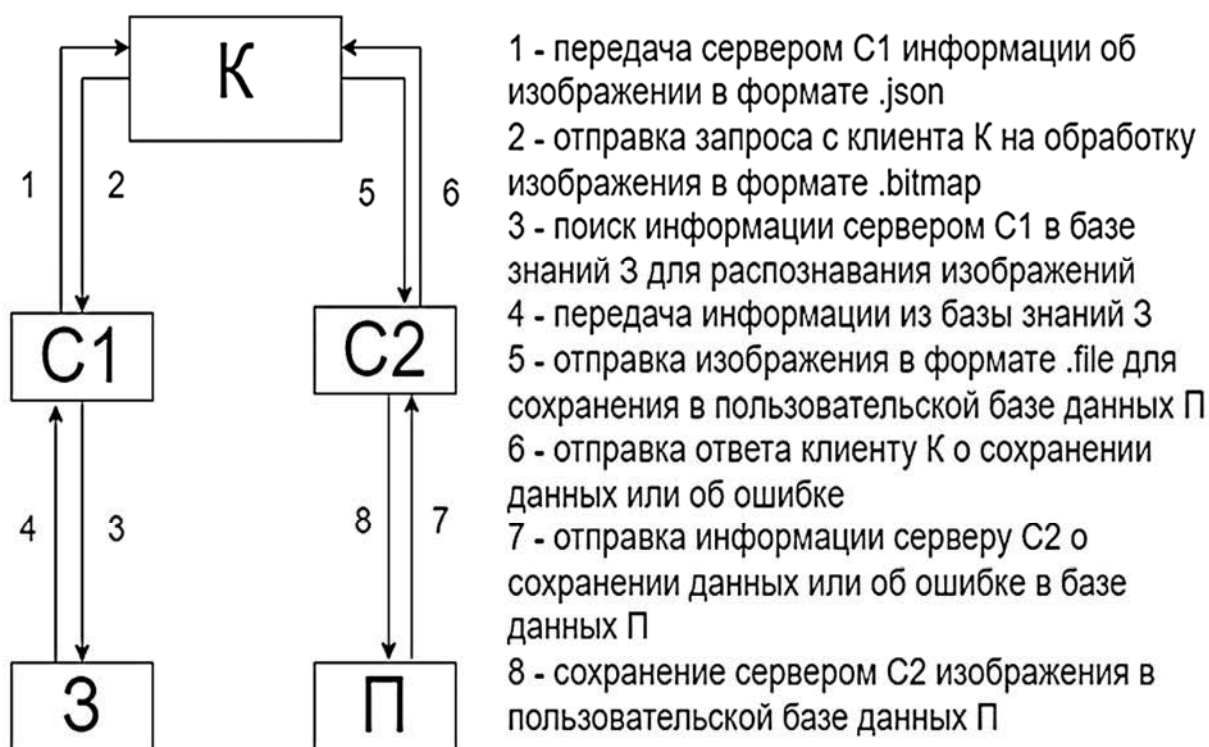 К
1 - передача сервером С1 информации об
изображении в формате .json
2 - отправка запроса с клиента К на обработку
изображения в формате .bitmap
3 - поиск информации сервером С1 в базе
знаний З для распознавания изображений
4 - передача информации из базы знаний З
5 - отправка изображения в формате .file для
сохранения в пользовательской базе данных П
6 - отправка ответа клиенту К о сохранении
данных или об ошибке
7 - отправка информации серверу С2 о
сохранении данных или об ошибке в базе
данных П
8 - сохранение сервером С2 изображения в
пользовательской базе данных П
1 2 5 6
С1 С2
4 3 8 7
З П